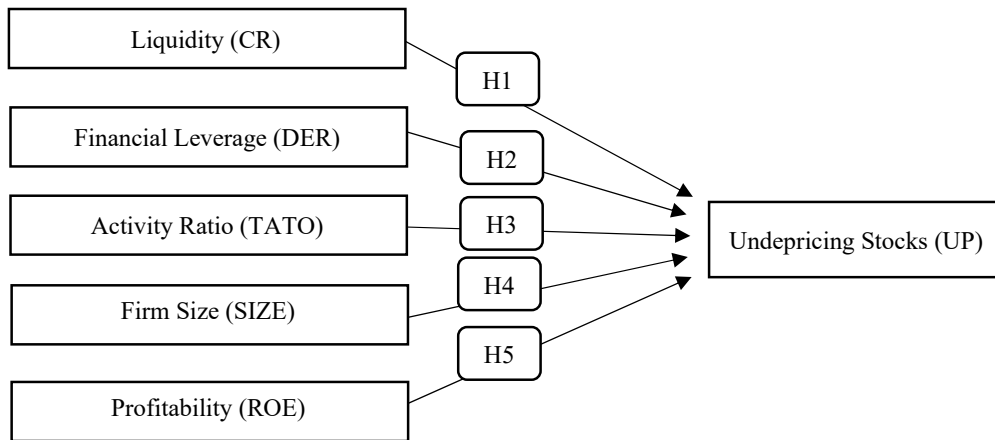 Liquidity (CR)
H1
Financial Leverage (DER)
H2
Activity Ratio (TATO)
H3
Undepricing Stocks (UP)
Firm Size (SIZE)
H4
Profitability (ROE)
H5